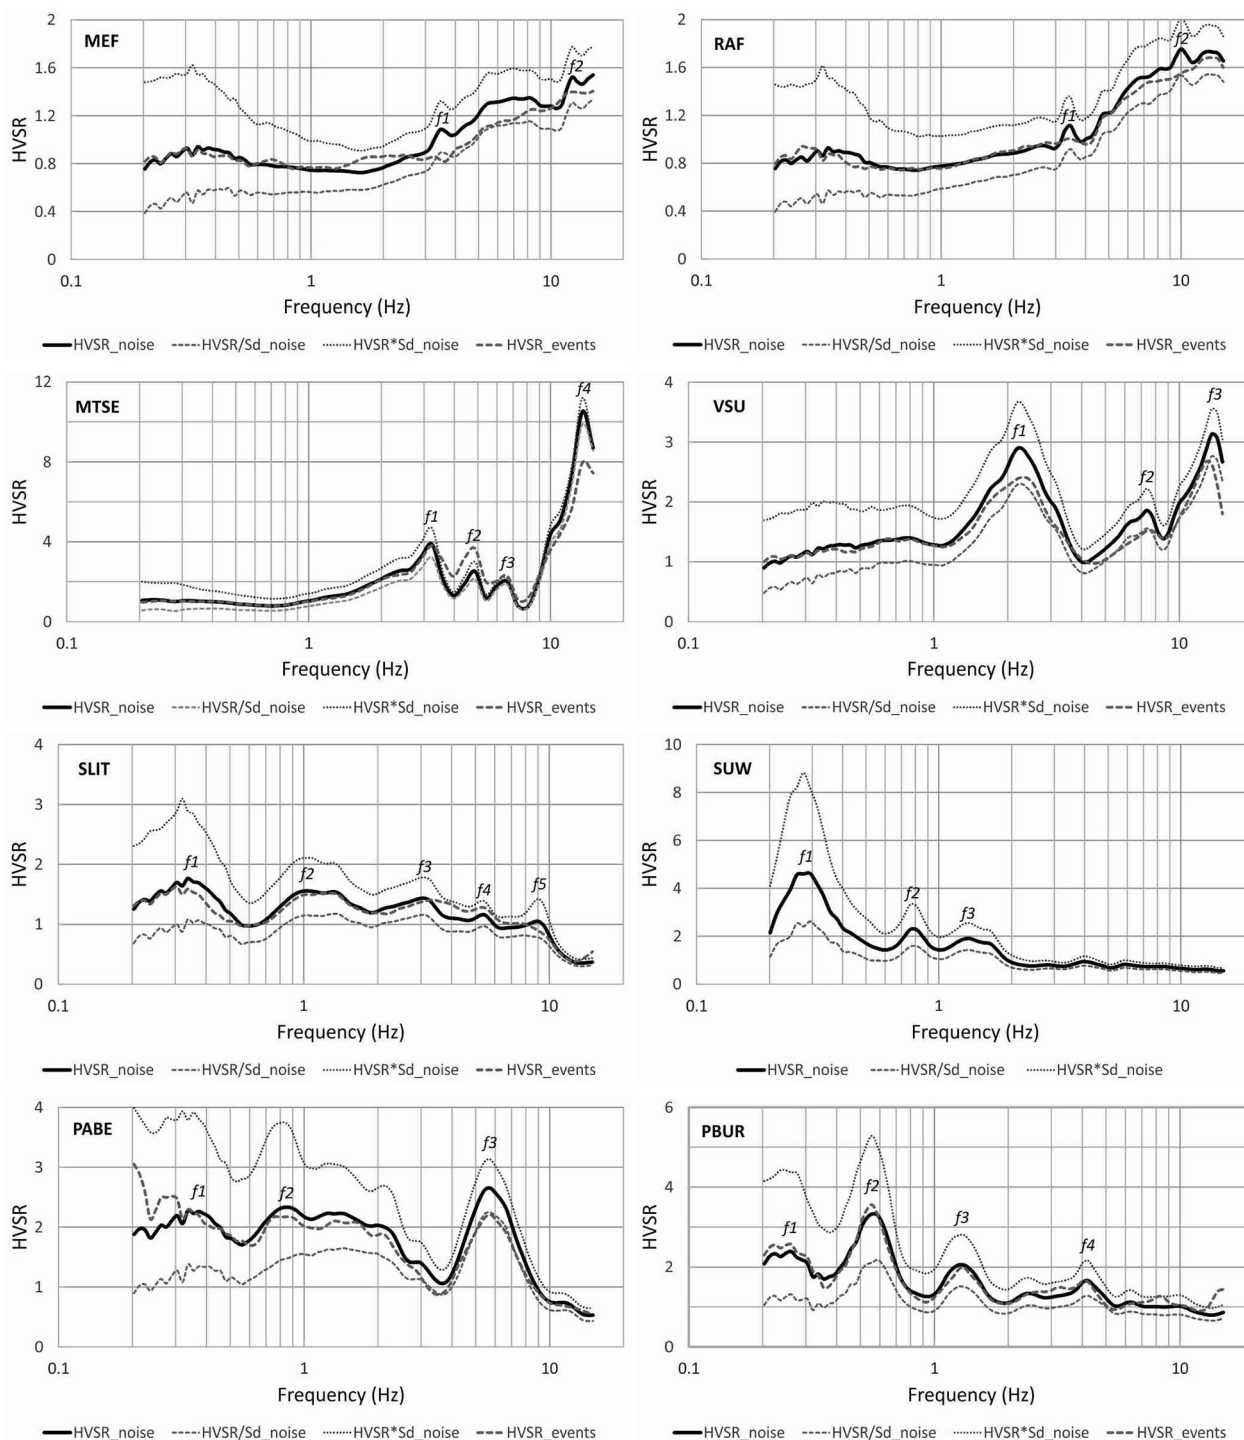 MEF
HVSR
2
1.6
1.2
0.8
0.4
0
f1
f2
0.1 1 10
Frequency (Hz)
HVSR_noise HVSR/Sd_noise HVSR*Sd_noise HVSR_events
RAF
HVSR
2
1.6
1.2
0.8
0.4
0
f1
f2
0.1 1 10
Frequency (Hz)
HVSR_noise HVSR/Sd_noise HVSR*Sd_noise HVSR_events
MTSE
HVSR
12
8
4
0
f1
f2
f3
f4
0.1 1 10
Frequency (Hz)
HVSR_noise HVSR/Sd_noise HVSR*Sd_noise HVSR_events
VSU
HVSR
4
3
2
1
0
f1
f2
f3
0.1 1 10
Frequency (Hz)
HVSR_noise HVSR/Sd_noise HVSR*Sd_noise HVSR_events
SLIT
HVSR
4
3
2
1
0
f1
f2
f3
f4
f5
0.1 1 10
Frequency (Hz)
HVSR_noise HVSR/Sd_noise HVSR*Sd_noise HVSR_events
SUW
HVSR
10
8
6
4
2
0
f1
f2
f3
0.1 1 10
Frequency (Hz)
HVSR_noise HVSR/Sd_noise HVSR*Sd_noise
PABE
HVSR
4
3
2
1
0
f1
f2
f3
0.1 1 10
Frequency (Hz)
HVSR_noise HVSR/Sd_noise HVSR*Sd_noise HVSR_events
PBUR
HVSR
6
4
2
0
f1
f2
f3
f4
0.1 1 10
Frequency (Hz)
HVSR_noise HVSR/Sd_noise HVSR*Sd_noise HVSR_events